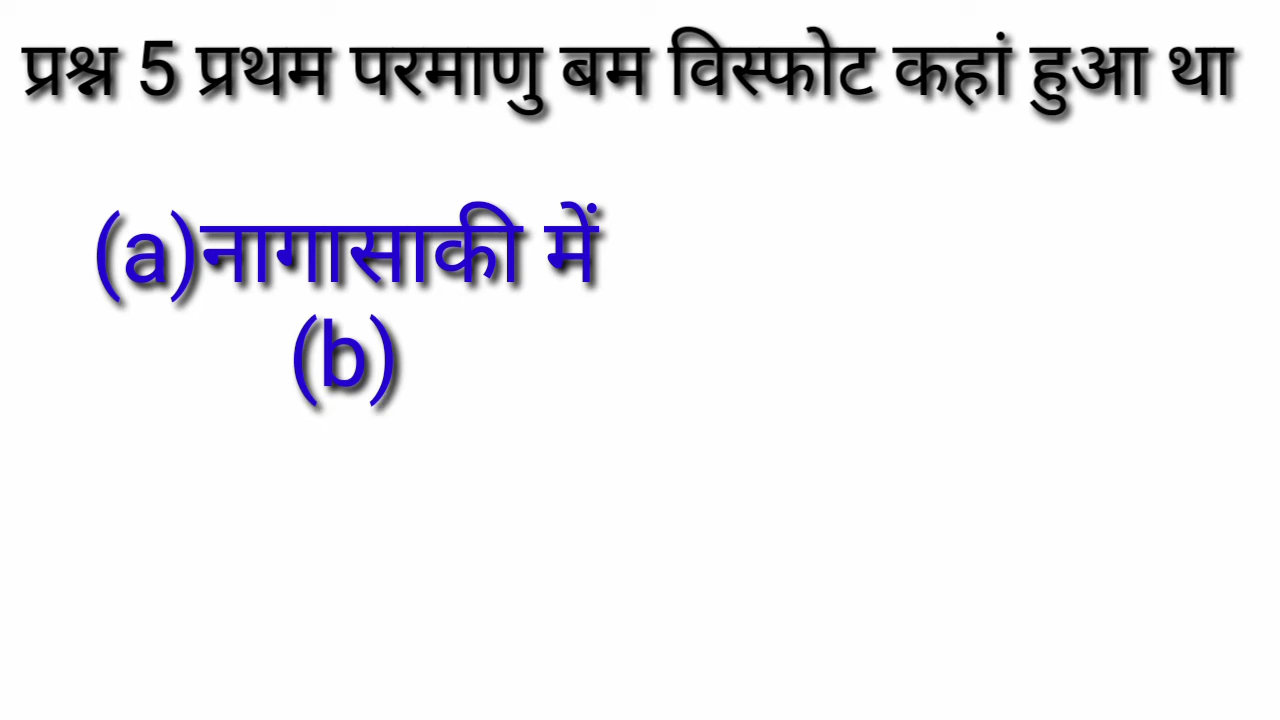 प्रश्न 5 प्रथम परमाणु बम विस्फोट कहां हुआ था
(a)नागासाकी में
(b)